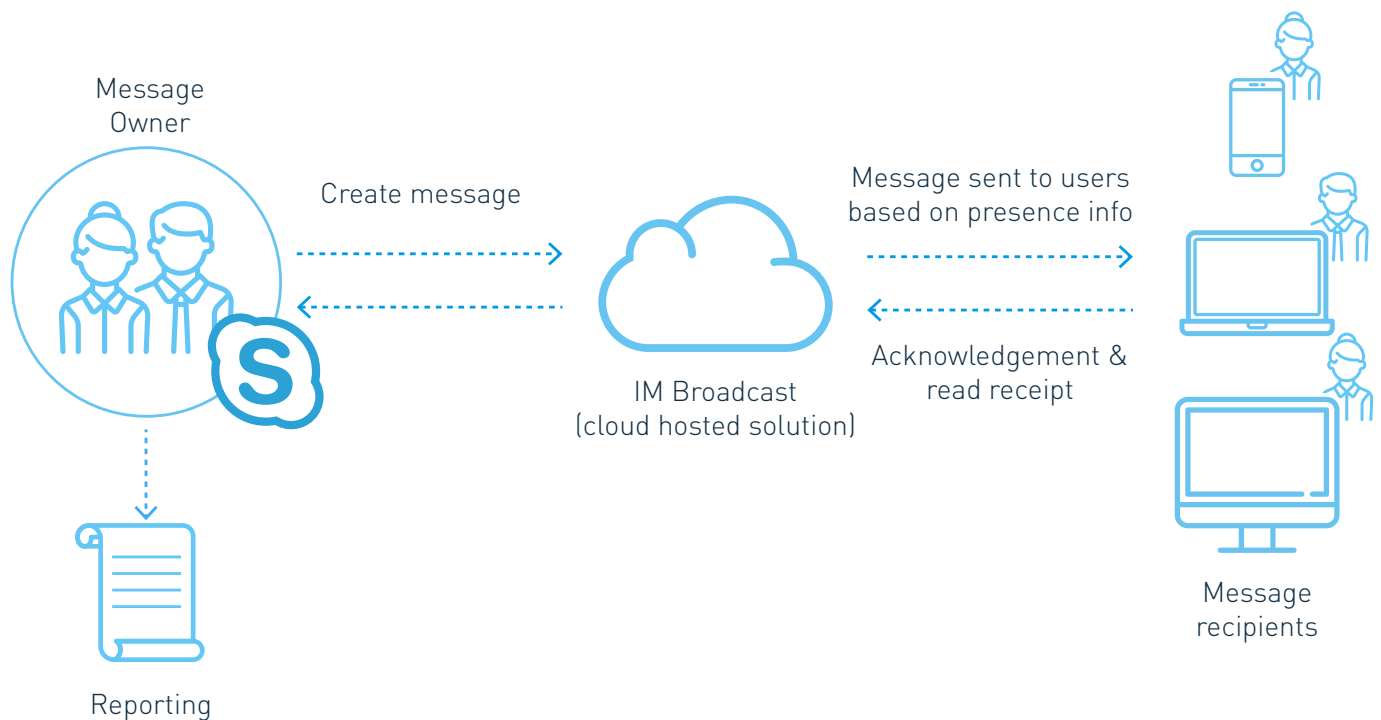 Message
Owner
Create message
S
IM Broadcast
(cloud hosted solution)
Message sent to users
based on presence info
Acknowledgement &
read receipt
Message
recipients
Reporting